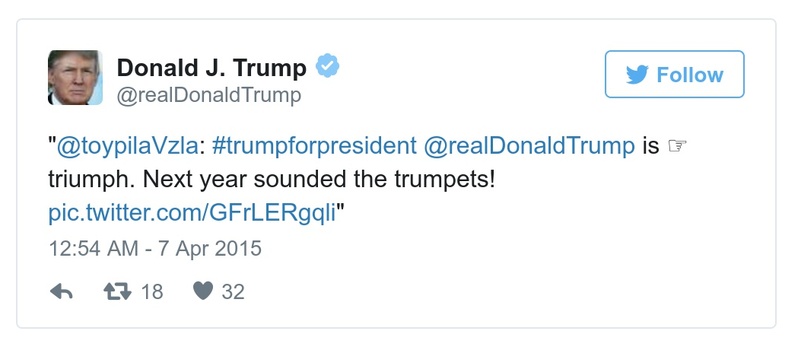 Donald J. Trump
Follow
@realDonaldTrump
"@toypilaVzla: #trumpforpresident @realDonaldTrump is ☞
triumph. Next year sounded the trumpets!
pic.twitter.com/GFrLERgqli"
12:54 AM - 7 Apr 2015
18 32